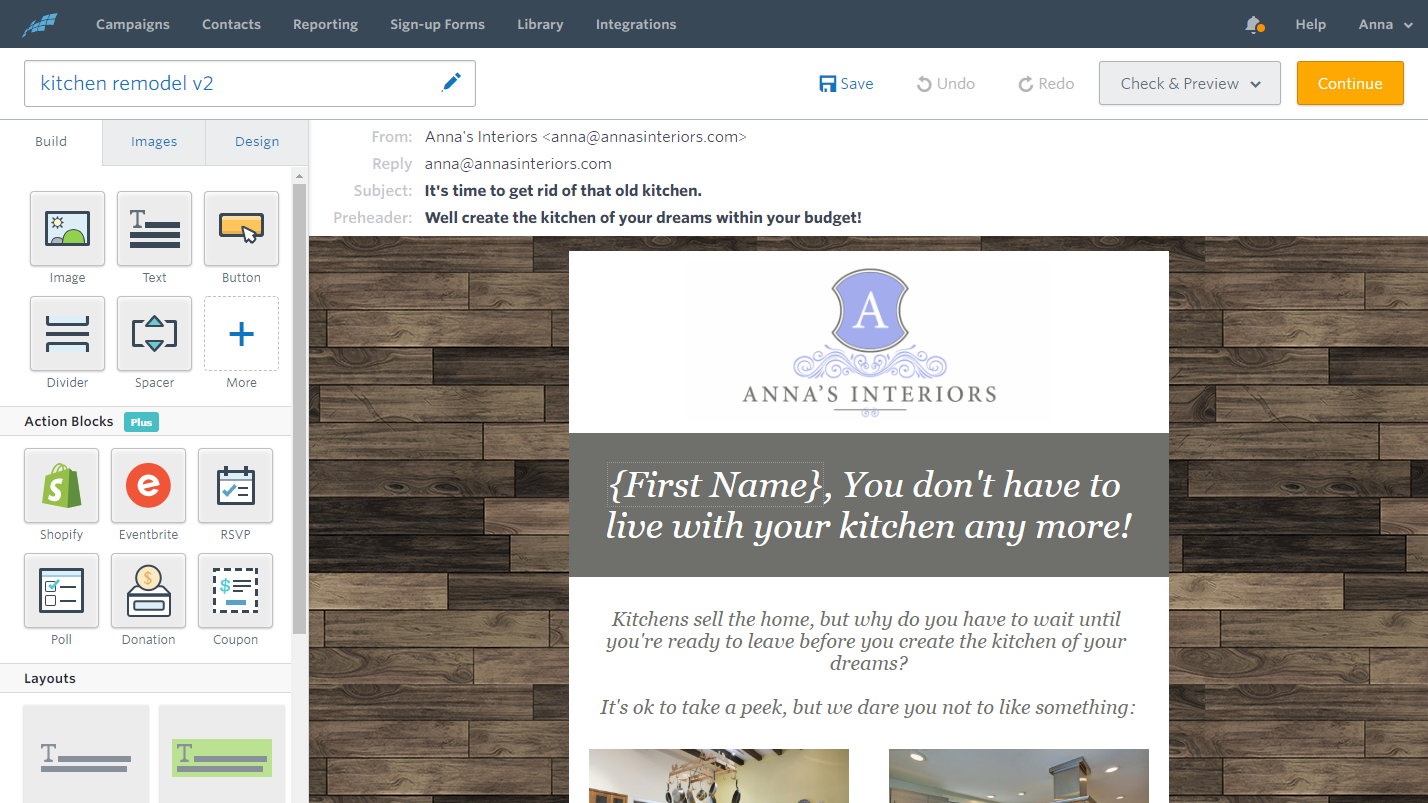 Campaigns Contacts Reporting Sign-up Forms Library Integrations Help Anna
kitchen remodel v2 Save Undo Redo Check & Preview Continue
Build Images Design
From: Anna's Interiors <anna@annasinteriors.com>
Reply anna@annasinteriors.com
Subject: It's time to get rid of that old kitchen.
Preheader: Well create the kitchen of your dreams within your budget!
Image Text Button
Divider Spacer More
Action Blocks Plus
Shopify Eventbrite RSVP
Poll Donation Coupon
Layouts
A
ANNA'S INTERIORS
{First Name}, You don't have to
live with your kitchen any more!
Kitchens sell the home, but why do you have to wait until
you're ready to leave before you create the kitchen of your
dreams?
It's ok to take a peek, but we dare you not to like something: